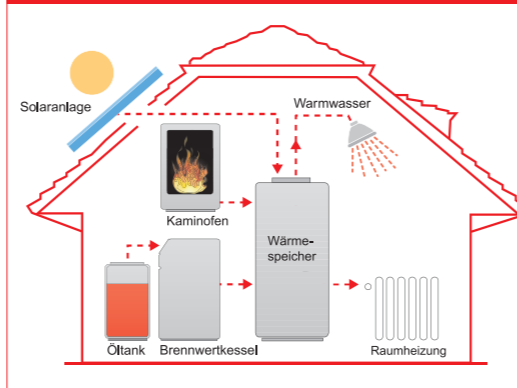 Solaranlage
Warmwasser
Kaminofen
Wärme-
speicher
Öltank
Brennwertkessel
Raumheizung